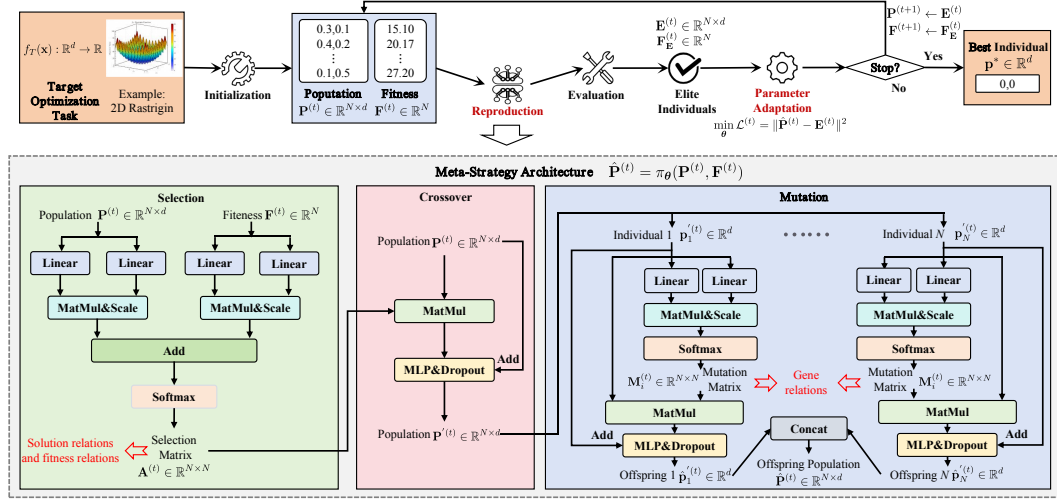 f_T(x) : ℝ^d → ℝ
Target
Optimization
Task
Example:
2D Rastrigin
Initialization
0.3,0.1
0.4,0.2
⋮
0.1,0.5
15.10
20.17
⋮
27.20
Population
P^(t) ∈ ℝ^{N×d}
Fitness
F^(t) ∈ ℝ^N
Reproduction
Evaluation
E^(t) ∈ ℝ^{N×d}
F_E^(t) ∈ ℝ^N
Elite
Individuals
Parameter
Adaptation
min_θ ℒ^(t) = ‖P̂^(t) − E^(t)‖²
P^(t+1) ← E^(t)
F^(t+1) ← F_E^(t)
Stop?
Yes
No
Best Individual
p* ∈ ℝ^d
0,0
Meta-Strategy Architecture P̂^(t) = π_θ(P^(t), F^(t))
Selection
Population P^(t) ∈ ℝ^{N×d}
Fiteness F^(t) ∈ ℝ^N
Linear
Linear
Linear
Linear
MatMul&Scale
MatMul&Scale
Add
Softmax
Solution relations
and fitness relations
Selection
Matrix
A^(t) ∈ ℝ^{N×N}
Crossover
Population P^(t) ∈ ℝ^{N×d}
MatMul
Add
MLP&Dropout
Population P^'(t) ∈ ℝ^{N×d}
Mutation
Individual 1 p_1^'(t) ∈ ℝ^d
......
Individual N p_N^'(t) ∈ ℝ^d
Linear
Linear
Linear
Linear
MatMul&Scale
MatMul&Scale
Softmax
Softmax
M_i^(t) ∈ ℝ^{N×N}
Mutation
Matrix
Gene
relations
Mutation
Matrix
M_i^(t) ∈ ℝ^{N×N}
MatMul
MatMul
Add
MLP&Dropout
Concat
MLP&Dropout
Add
Offspring 1 p̂_1^'(t) ∈ ℝ^d
Offspring Population
P̂^(t) ∈ ℝ^{N×d}
Offspring N p̂_N^'(t) ∈ ℝ^d